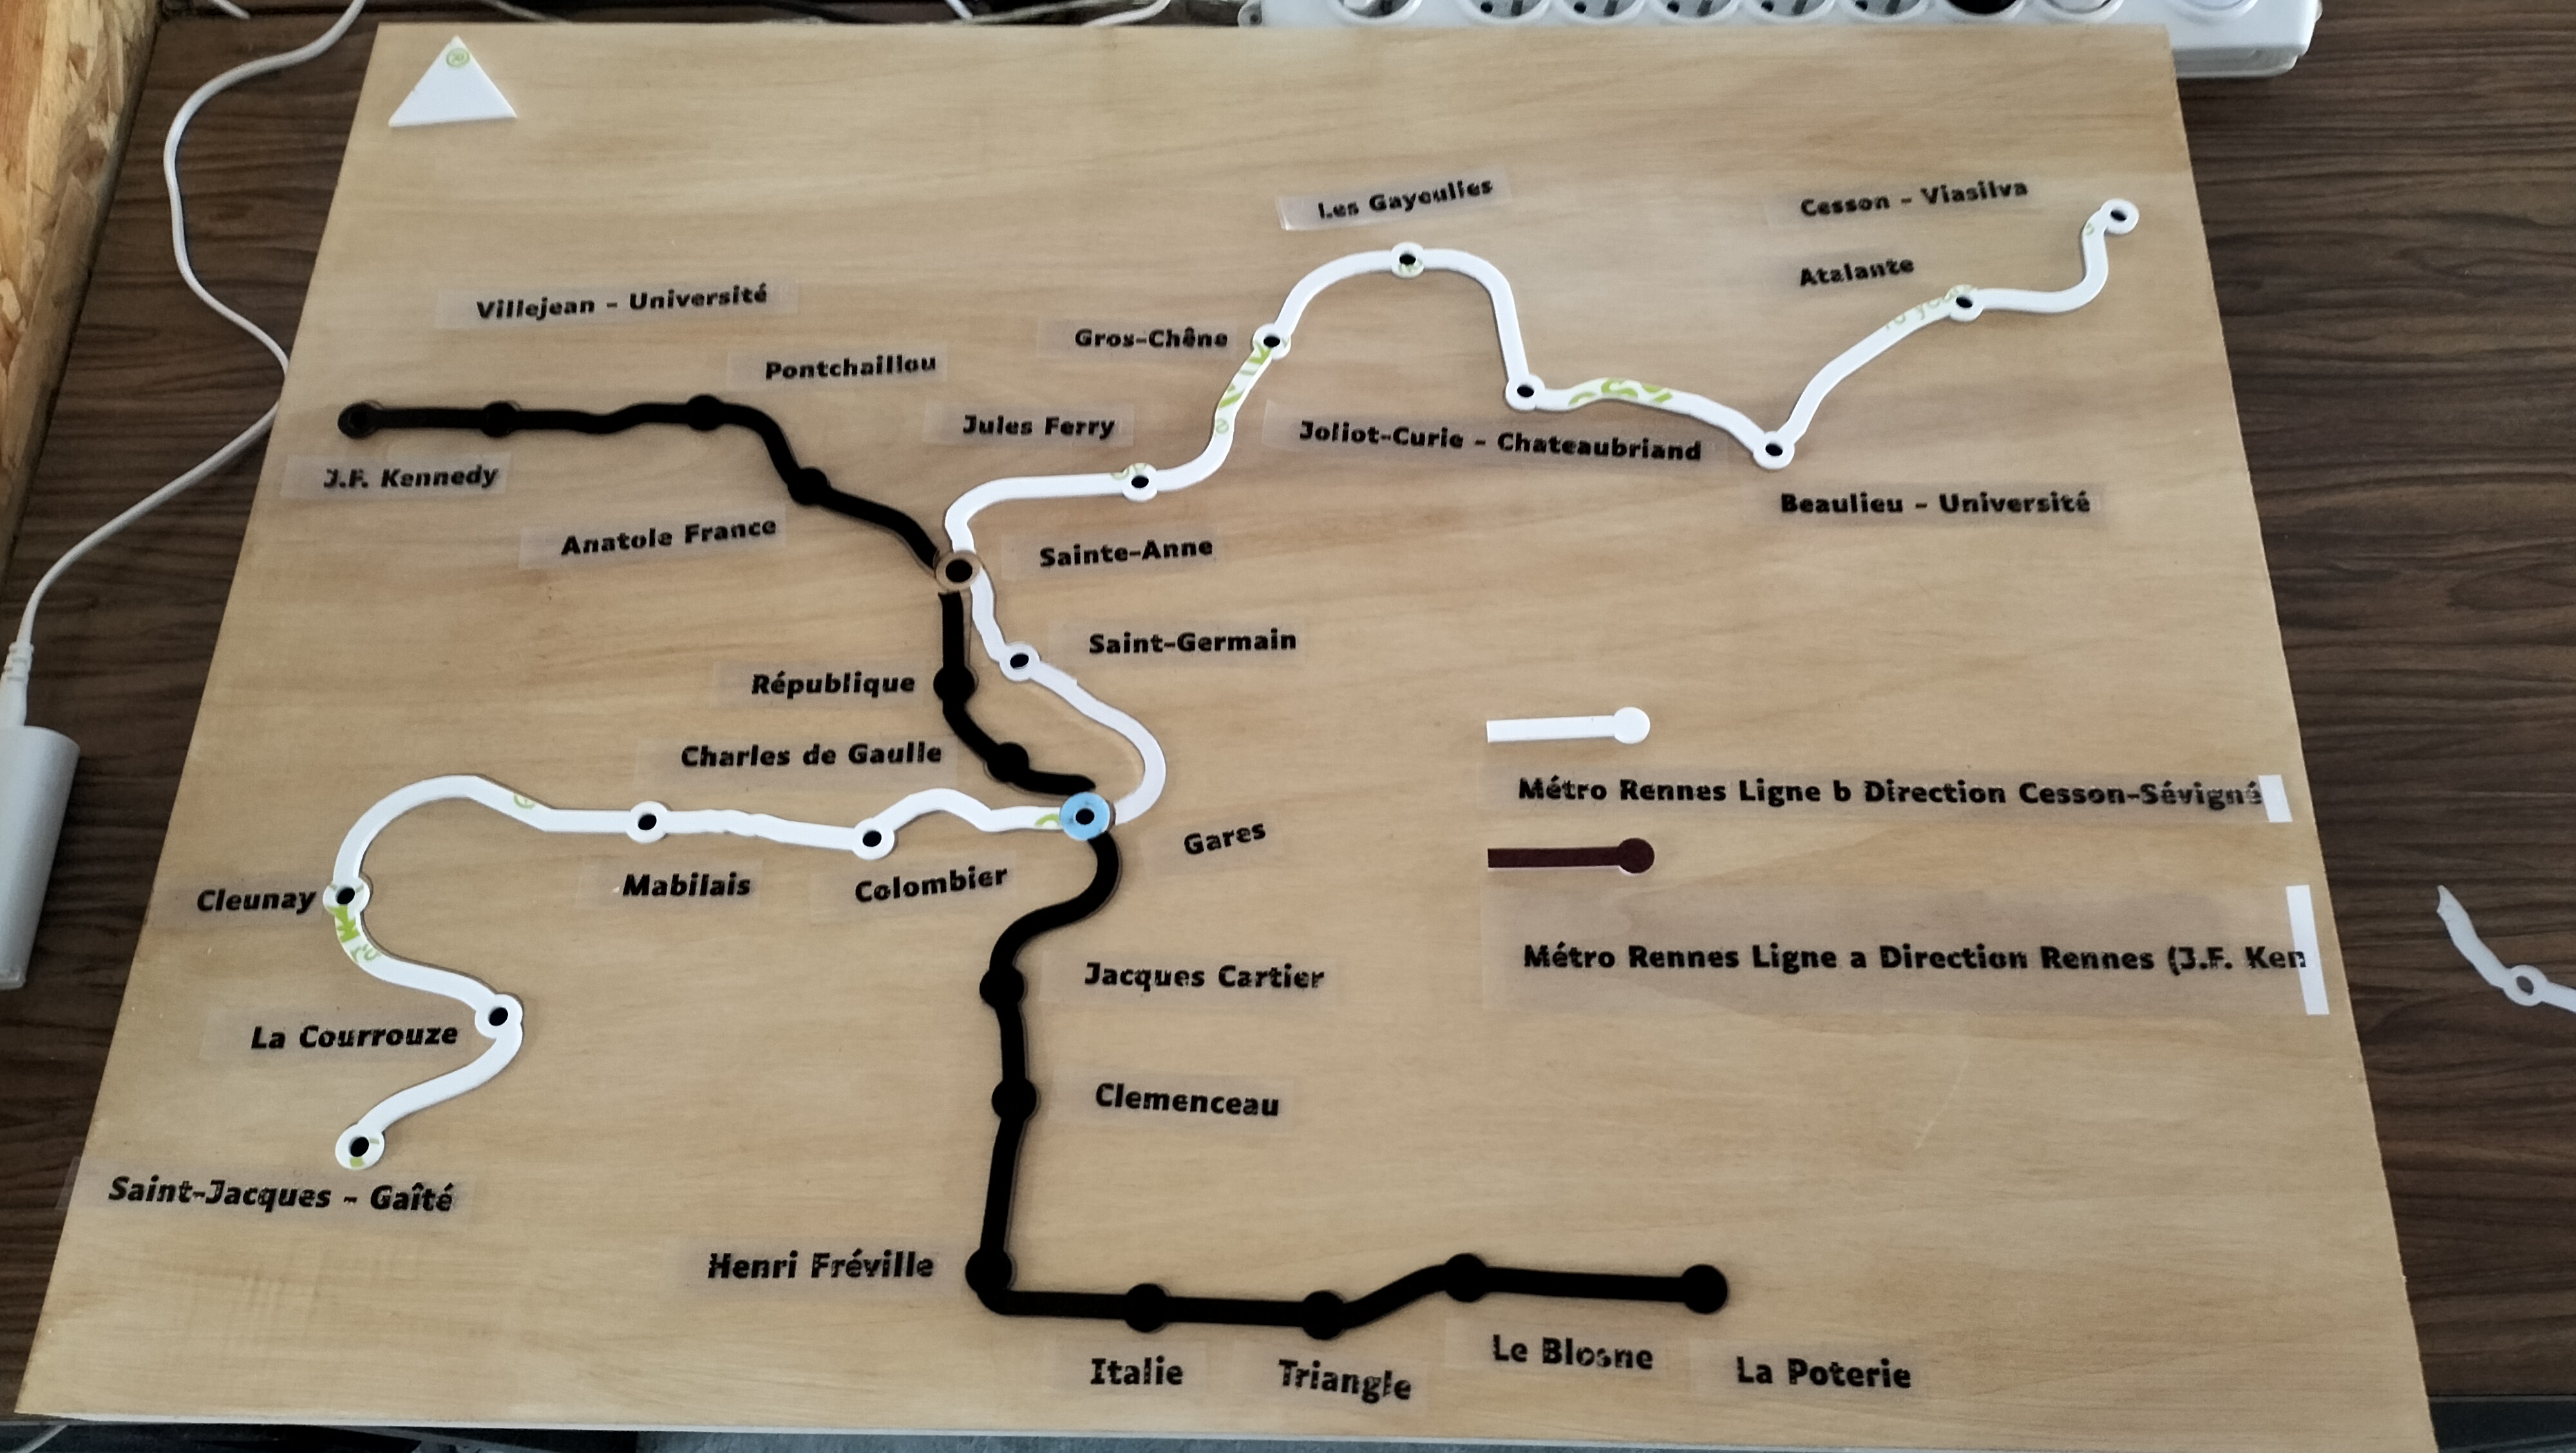 Les Gayeulles
Cesson - Viasilva
Atalante
Villejean - Université
Gros-Chêne
Pontchaillou
Jules Ferry
Joliot-Curie - Chateaubriand
J.F. Kennedy
Beaulieu - Université
Anatole France
Sainte-Anne
Saint-Germain
République
Charles de Gaulle
Métro Rennes Ligne b Direction Cesson-Sévigné
Gares
Mabilais
Colombier
Cleunay
Métro Rennes Ligne a Direction Rennes (J.F. Ken
Jacques Cartier
La Courrouze
Clemenceau
Saint-Jacques - Gaîté
Henri Fréville
Italie
Triangle
Le Blosne
La Poterie